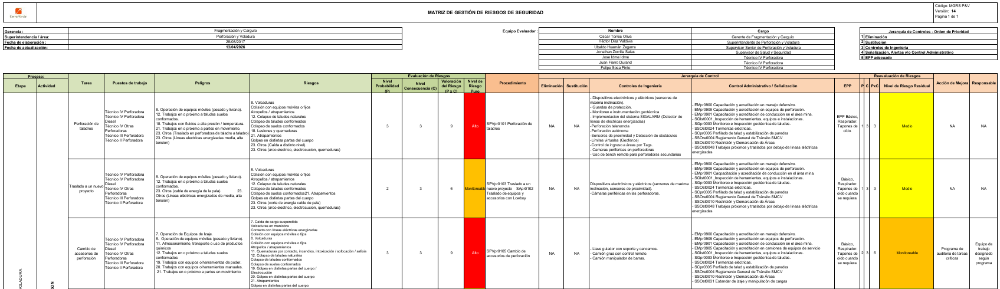 Cerro Verde
MATRIZ DE GESTIÓN DE RIESGOS DE SEGURIDAD
Código: MGRS P&V
Versión: 14
Página 1 de 1
Gerencia : Fragmentación y Carguío
Superintendencia / área: Perforación y Voladura
Fecha de elaboración : 28/08/2017
Fecha de actualización: 13/04/2026
Equipo Evaluador :
Nombre Cargo
Oscar Torres Oliva Gerente de Fragmentación y Carguío
Héctor Díaz Valdivia Superintendente de Perforación y Voladura
Ubaldo Huamán Zegarra Supervisor Senior de Perforación y Voladura
Jonathan Zorrilla Salas Supervisor de Salud y Seguridad
Jose Idme Idme Técnico IV Perforadora
Juan Fierro Durand Técnico IV Perforadora
Felipe Sosa Pinto Técnico IV Perforadora
Jerarquía de Controles - Orden de Prioridad
1 Eliminación
2 Sustitución
3 Controles de Ingeniería
4 Señalización, Alertas y/o Control Administrativo
5 EPP adecuado
Proceso:
Etapa
Actividad
Tarea
Puestos de trabajo
Peligros
Riesgos
Evaluación de Riesgos
Nivel
Probabilidad
(P)
Nivel
Consecuencia (C)
Valoración
del Riesgo
(P x C)
Nivel de
Riesgo
Puro
Procedimiento
Jerarquía de Control
Eliminación
Sustitución
Controles de Ingeniería
Control Administrativo / Señalización
EPP
Reevaluación de Riesgos
P C PxC
Nivel de Riesgo Residual
Acción de Mejora
Responsable
Perforación de
taladros
Técnico IV Perforadora
Técnico IV Perforadora
Diesel
Técnico IV Otras
Perforadoras
Técnico III Perforadora
Técnico II Perforadora
8. Operación de equipos móviles (pesado y liviano).
12. Trabajos en o próximo a taludes suelos
conformados.
18. Trabajos con fluidos a alta presión / temperatura.
21. Trabajos en o próximo a partes en movimiento.
23. Otros (Traslado en perforadora de taladro a taladro)
23. Otros (Lineas electricas energizadas media, alta
tension)
8. Volcaduras
Colisión con equipos móviles o fijos
Atropellos / atrapamientos
12. Colapso de taludes naturales
Colapso de taludes conformados
Colapso de suelos conformados
18. Lesiones y quemaduras
21. Atrapamientos
Golpes en distintas partes del cuerpo
23. Otros (Caída a distinto nivel).
23. Otros (arco electrico, electrocucion, quemaduras)
3
3
9
Alto
SPVpr0101 Perforación de
taladros
NA
NA
- Dispositivos electrónicos y eléctricos (sensores de
maxima inclinación).
- Guardas de protección.
- Monitoreo e instrumentación geotécnica
- Implementacion del sistema SIGALARM (Detector de
lienas de electricas energizadas)
-Perforación teleremota
-Perforación autónoma
-Sensores de proximidad y Detección de obstáculos
-Límites virtuales (Geofence)
-Control de ingreso a áreas por Tags.
- Camaras perifericas en perforadoras
- Uso de bench remote para perforadoras secundarias
- EMpr0900 Capacitación y acreditación en manejo defensivo.
- EMpr0909 Capacitación y acreditación en equipos de perforación.
- EMpr0901 Capacitación y acreditación de conducción en el área mina.
- SGIst0001_Inspección de herramientas, equipos e instalaciones.
- SGpr0003 Monitoreo e Inspección geotécnica de taludes.
- SSOst0024 Tormentas eléctricas.
- SCpr0305 Perfilado de talud y estabilización de paredes
- SSOre0004 Reglamento General de Tránsito SMCV
- SSOst0010 Restrición y Demarcación de Áreas
- SSOst0048 Trabajos próximos y traslados por debajo de líneas eléctricas
energizadas
EPP Básico,
Respirador.
Tapones de
oído.
1 3 3
Medio
NA
NA
Traslado a un nuevo
proyecto
Técnico IV Perforadora
Técnico IV Perforadora
Diesel
Técnico IV Otras
Perforadoras
Técnico III Perforadora
Técnico II Perforadora
8. Operación de equipos móviles (pesado y liviano).
12. Trabajos en o próximo a taludes suelos
conformados.
23. Otros (cable de energía de la pala) 23.
Otros (Lineas eléctricas energizadas de media, alta
tensión)
8. Volcaduras
Colisión con equipos móviles o fijos
Atropellos / atrapamientos
12. Colapso de taludes naturales
Colapso de taludes conformados
Colapso de suelos conformados21. Atrapamientos
Golpes en distintas partes del cuerpo
23. Otros (corte de energia cable de pala)
23. Otros (arco electrico, electrocucion, quemaduras)
2
3
6
Monitoreable
SPVpr0103 Traslado a un
nuevo proyecto SApr0102
Traslado de equipos y
accesorios con Lowboy
NA
NA
Dispositivos electrónicos y eléctricos (sensores de maxima
inclinación, sensores de proximidad).
-Cámaras periféricas en las perforadoras.
- EMpr0900 Capacitación y acreditación en manejo defensivo.
- EMpr0909 Capacitación y acreditación en equipos de perforación.
- EMpr0901 Caopacitación y acreditación de conducción en el área mina.
- SGIst0001_Inspección de herramientas, equipos e instalaciones.
- SGpr0003 Monitoreo e Inspección geotécnica de taludes.
- SSOst0024 Tormentas eléctricas.
- SCpr0305 Perfilado de talud y estabilización de paredes
- SSOre0004 Reglamento General de Tránsito SMCV
- SSOst0010 Restrición y Demarcación de Áreas
- SSOst0048 Trabajos próximos y traslados por debajo de líneas eléctricas
energizadas
Básico,
Respirador.
Tapones de
oído cuando
se requiera.
1 3 3
Medio
NA
NA
Cambio de
accesorios de
perforación
Técnico IV Perforadora
Técnico IV Perforadora
Diesel
Técnico IV Otras
Perforadoras
Técnico III Perforadora
Técnico II Perforadora
7. Operación de Equipos de Izaje.
8. Operación de equipos móviles (pesado y liviano).
11. Almacenamiento, transporte o uso de productos
químicos
12. Trabajos en o próximo a taludes suelos
conformados
19. Trabajos con equipos o herramientas de poder.
20. Trabajos con equipos o herramientas manuales.
21. Trabajos en o próximo a partes en movimiento.
7. Caída de carga suspendida
Volcaduras en maniobra
Contacto con líneas eléctricas energizadas
Colisión con equipos móviles o fijos
8. Volcaduras
Colisión con equipos móviles o fijos
Atropellos / atrapamientos
11. Quemaduras por contacto, incendios, intoxicación / sofocación / asfixia
12. Colapso de taludes naturales
Colapso de taludes conformados
Colapso de suelos conformados
19. Golpes en distintas partes del cuerpo /
Electrocución
20. Golpes en distintas partes del cuerpo
21. Atrapamientos
Golpes en distintas partes del cuerpo
3
3
9
Alto
SPVpr0105 Cambio de
accesorios de perforación
NA
NA
- Llave guiador con soporte y cancamos.
- Camión grua con control remoto.
- Camión manipulador de barras.
- EMpr0900 Capacitación y acreditación en manejo defensivo.
- EMpr0909 Capacitación y acreditación en equipos de perforación.
- EMpr0901 Capacitación y acreditación de conducción en el área mina.
- EMpr0905 Capacitación y acreditación en camiones de equipos de servicio
- SGIst0001_Inspección de herramientas, equipos e instalaciones.
- SGpr0003 Monitoreo e Inspección geotécnica de taludes.
- SSOst0024 Tormentas eléctricas.
- SCpr0305 Perfilado de talud y estabilización de paredes
- SSOre0004 Reglamento General de Tránsito SMCV
- SSOst0010 Restrición y Demarcación de Áreas
- SSOst0031 Estandar de izaje y manipulacón de cargas
Básico,
Respirador.
Tapones de
oído cuando
se requiera.
2 3 6
Monitoreable
Programa de
auditoria de tareas
críticas
Equipo de
trabajo
designado
según
programa
VOLADURA